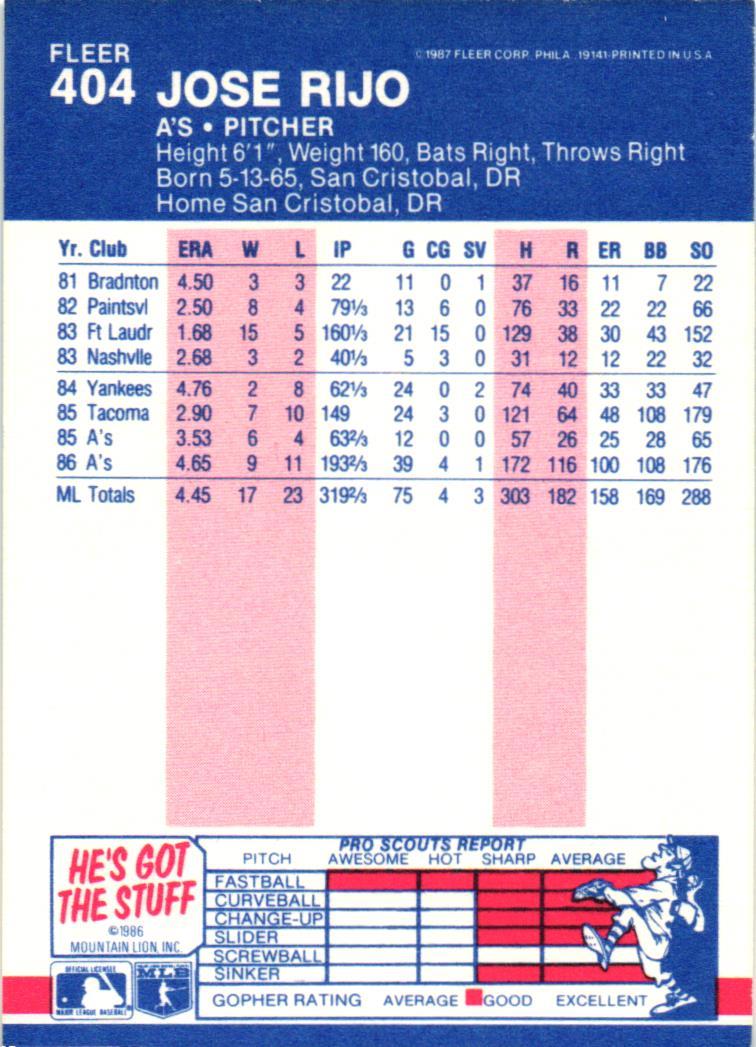 FLEER
©1987 FLEER CORP. PHILA. 19141-PRINTED IN U.S.A.
404 JOSE RIJO
A'S • PITCHER
Height 6'1", Weight 160, Bats Right, Throws Right
Born 5-13-65, San Cristobal, DR
Home San Cristobal, DR
Yr. Club ERA W L IP G CG SV H R ER BB SO
81 Bradnton 4.50 3 3 22 11 0 1 37 16 11 7 22
82 Paintsvl 2.50 8 4 79⅓ 13 6 0 76 33 22 22 66
83 Ft Laudr 1.68 15 5 160⅓ 21 15 0 129 38 30 43 152
83 Nashvlle 2.68 3 2 40⅓ 5 3 0 31 12 12 22 32
84 Yankees 4.76 2 8 62⅓ 24 0 2 74 40 33 33 47
85 Tacoma 2.90 7 10 149 24 3 0 121 64 48 108 179
85 A's 3.53 6 4 63⅔ 12 0 0 57 26 25 28 65
86 A's 4.65 9 11 193⅔ 39 4 1 172 116 100 108 176
ML Totals 4.45 17 23 319⅔ 75 4 3 303 182 158 169 288
HE'S GOT
THE STUFF
©1986
MOUNTAIN LION, INC.
OFFICIAL LICENSEE
MAJOR LEAGUE BASEBALL
MLB
PRO SCOUTS REPORT
PITCH AWESOME HOT SHARP AVERAGE
FASTBALL
CURVEBALL
CHANGE-UP
SLIDER
SCREWBALL
SINKER
GOPHER RATING AVERAGE GOOD EXCELLENT